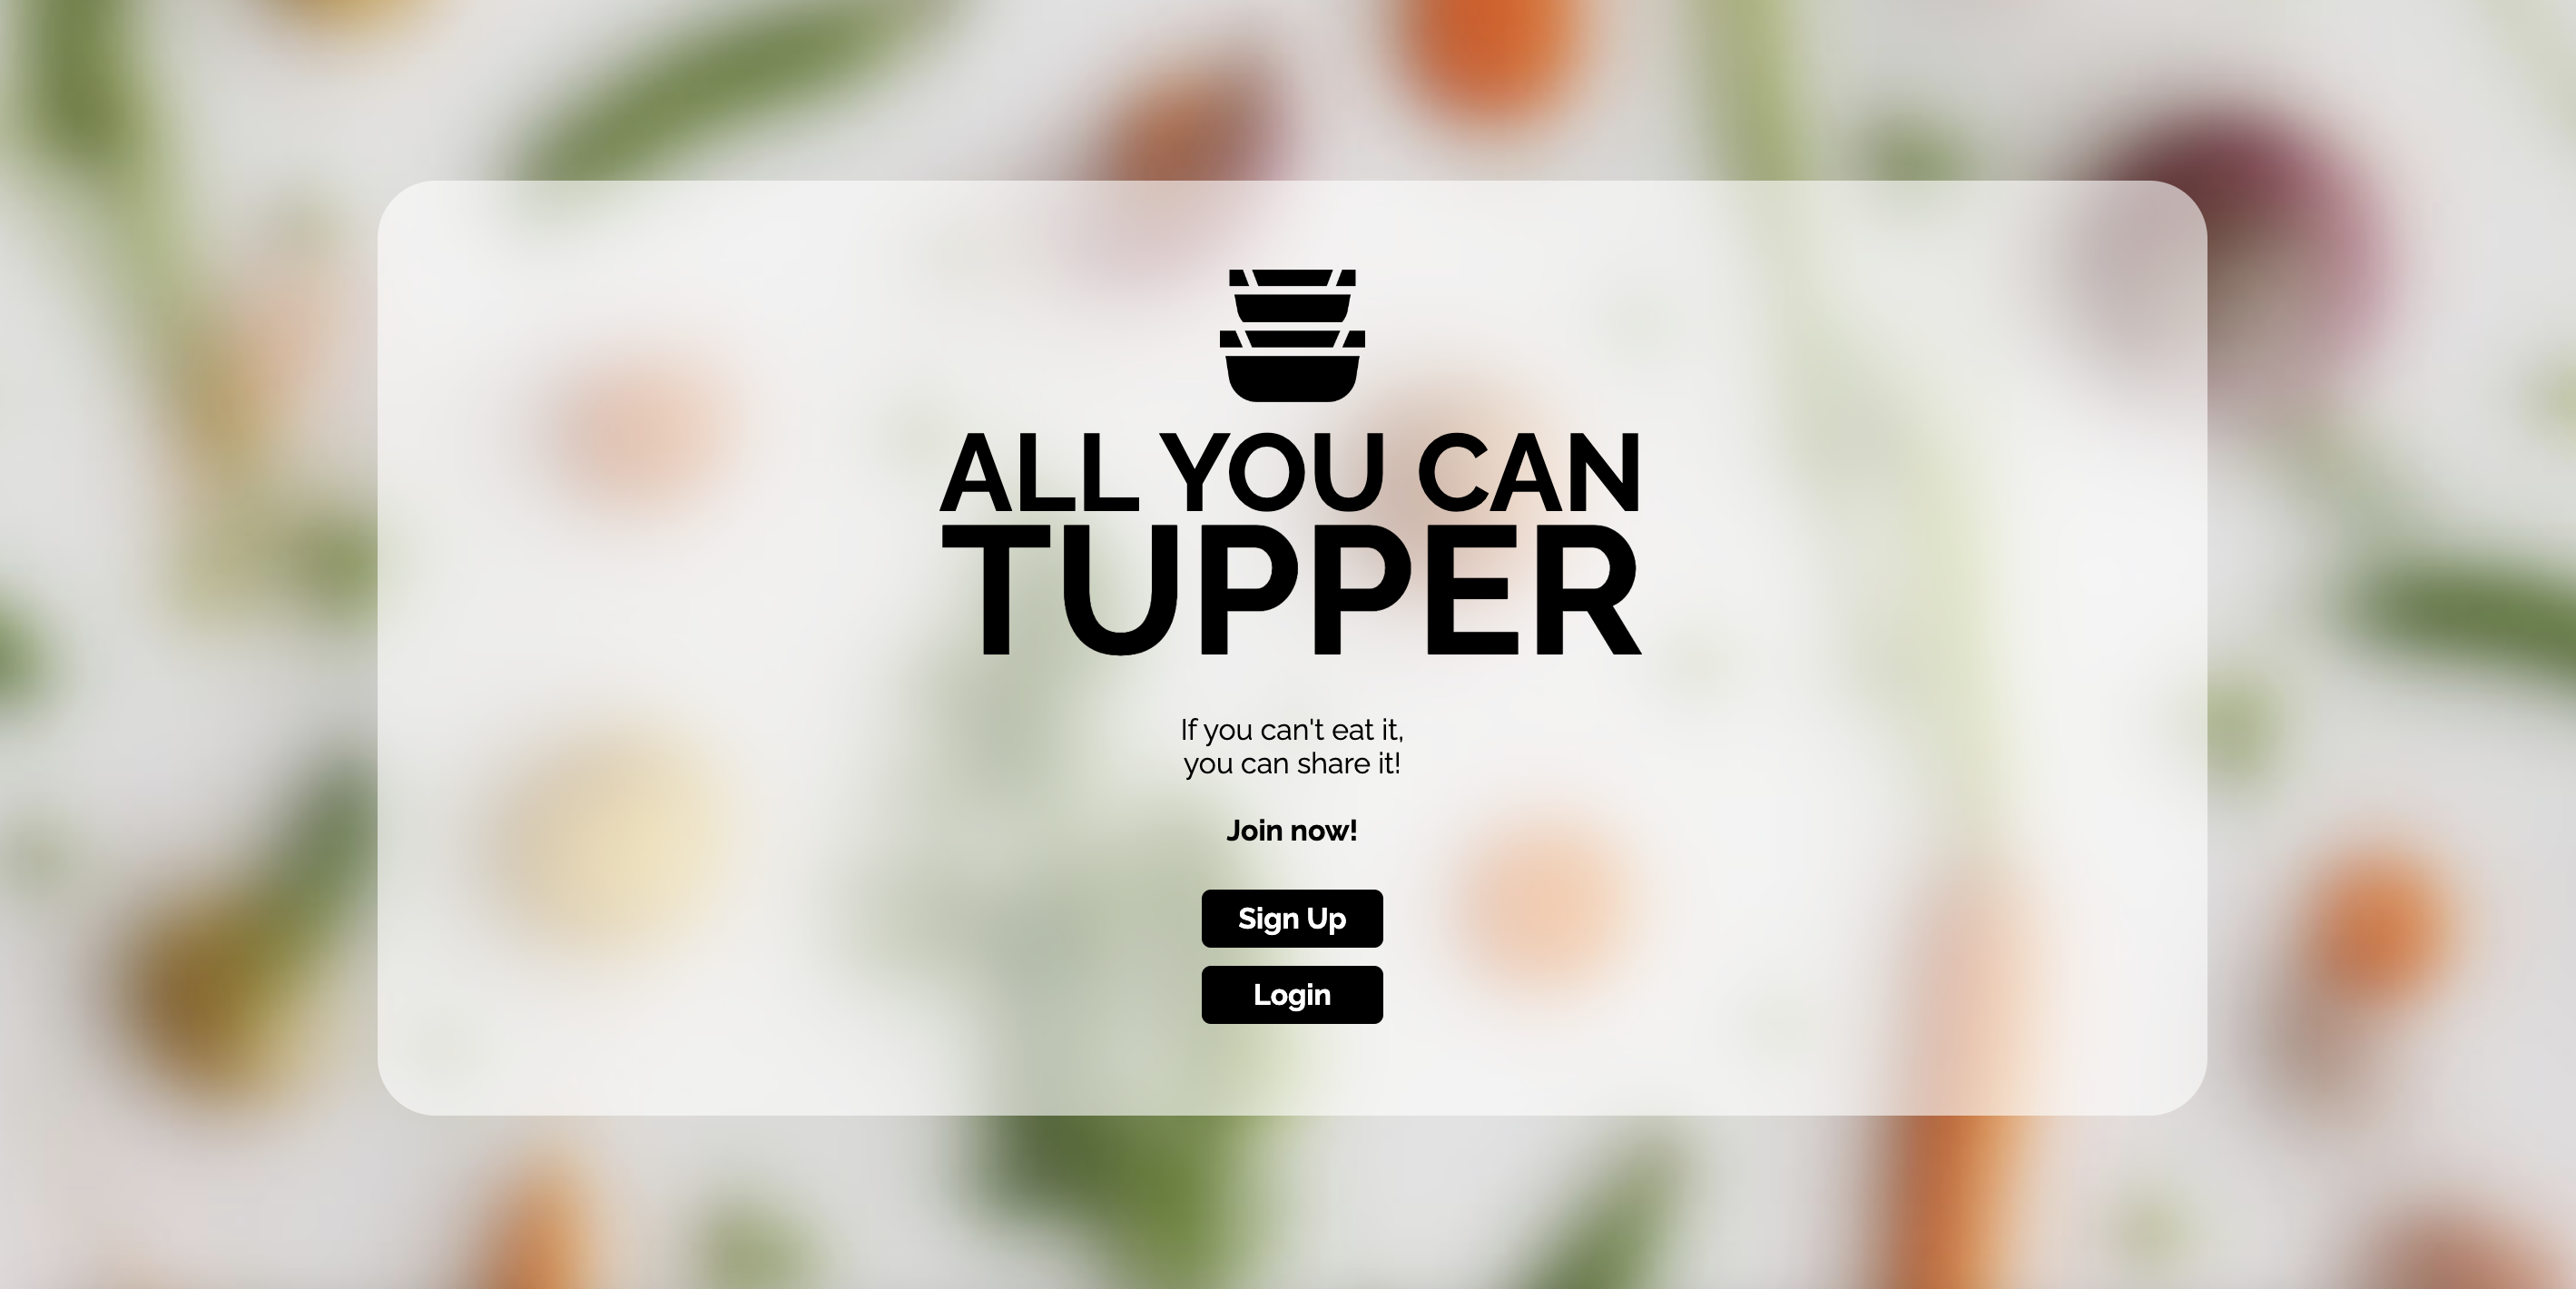 ALL YOU CAN
TUPPER
If you can't eat it,
you can share it!
Join now!
Sign Up
Login